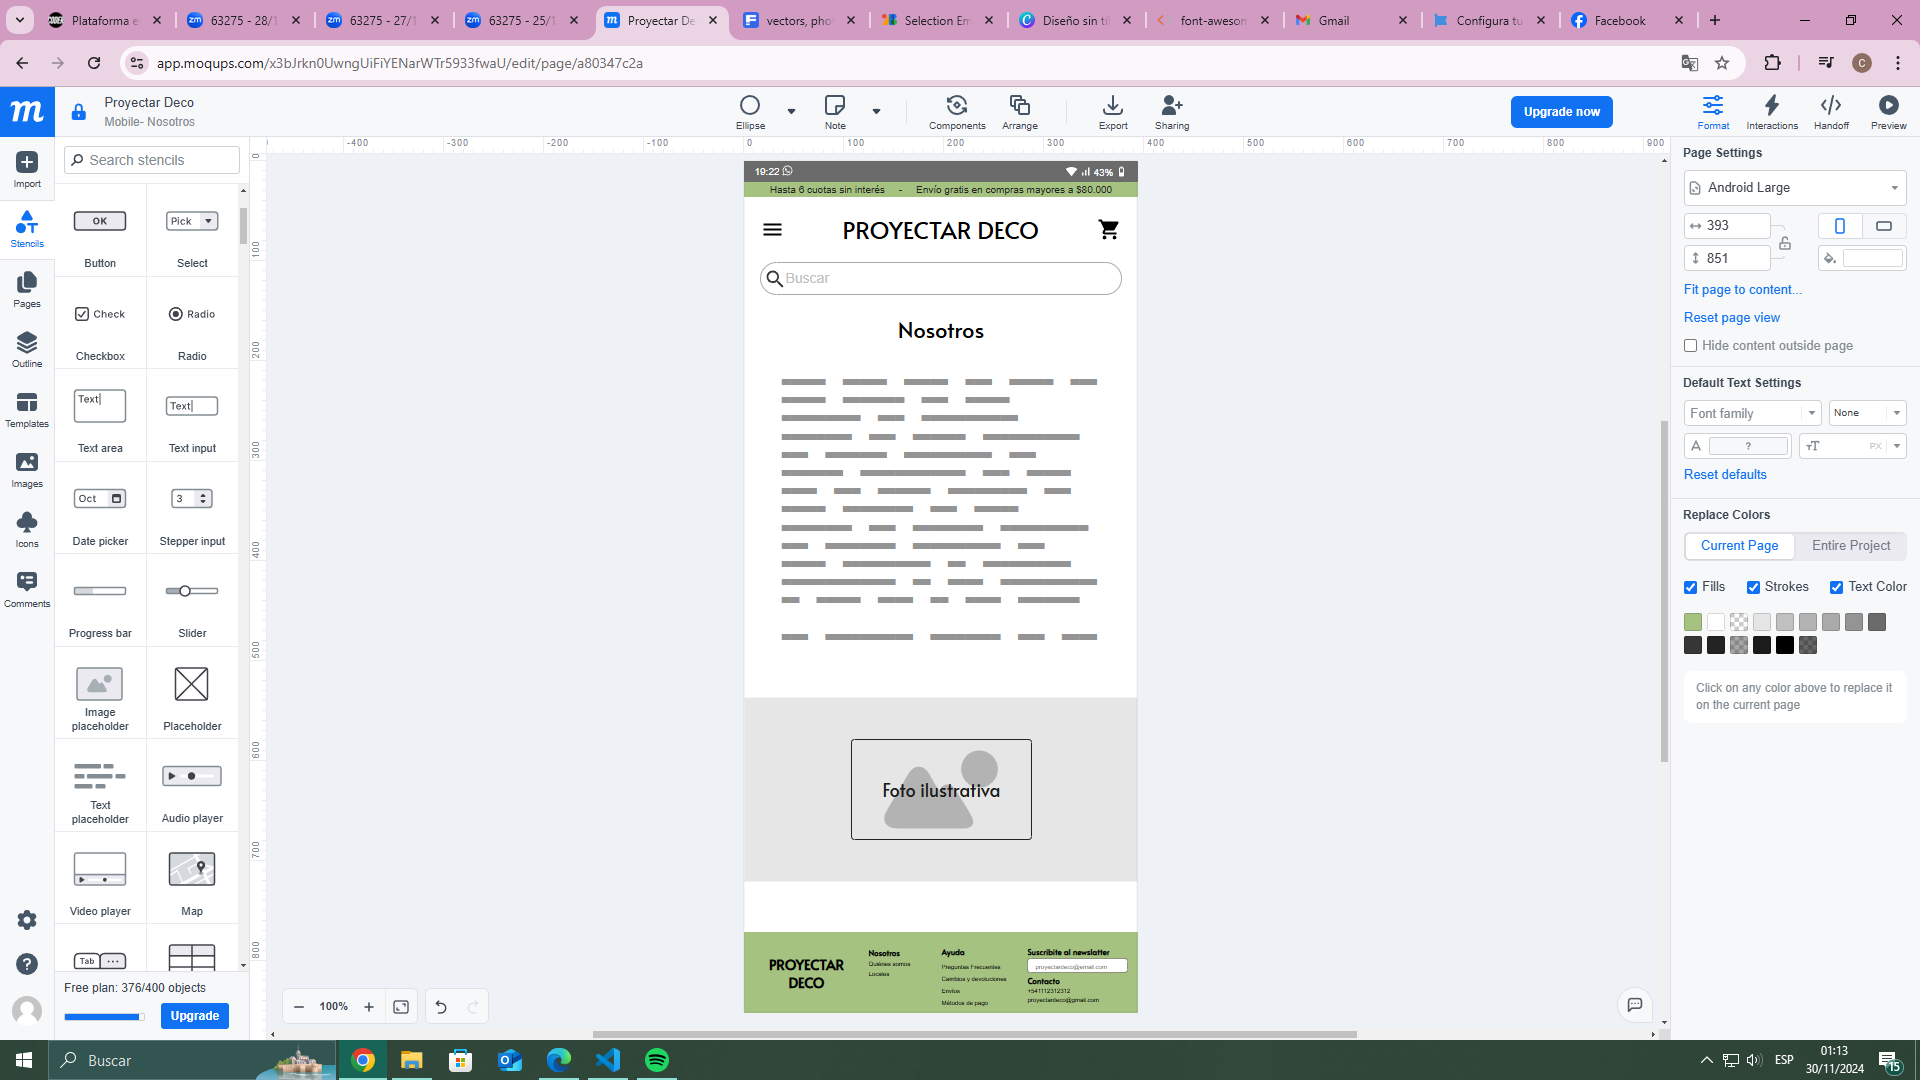 Plataforma e
63275 - 28/1
63275 - 27/1
63275 - 25/1
Proyectar De
vectors, phot
Selection Em
Diseño sin tí
font-awesom
Gmail
Configura tu
Facebook
app.moqups.com/x3bJrkn0UwngUiFiYENarWTr5933fwaU/edit/page/a80347c2a
Proyectar Deco
Mobile- Nosotros
Ellipse
Note
Components
Arrange
Export
Sharing
Upgrade now
Format
Interactions
Handoff
Preview
Import
Stencils
Pages
Outline
Templates
Images
Icons
Comments
Search stencils
OK
Button
Pick
Select
Check
Checkbox
Radio
Radio
Text
Text area
Text
Text input
Oct
Date picker
3
Stepper input
Progress bar
Slider
Image placeholder
Placeholder
Text placeholder
Audio player
Video player
Map
Tab
Free plan: 376/400 objects
Upgrade
-400 -300 -200 -100 0 100 200 300 400 500 600 700 800 900
0 100 200 300 400 500 600 700 800
19:22
43%
Hasta 6 cuotas sin interés - Envío gratis en compras mayores a $80.000
PROYECTAR DECO
Buscar
Nosotros
Foto ilustrativa
PROYECTAR
DECO
Nosotros
Quiénes somos
Locales
Ayuda
Preguntas Frecuentes
Cambios y devoluciones
Envíos
Métodos de pago
Suscribite al newsletter
proyectardeco@email.com
Contacto
+541112312312
proyectardeco@gmail.com
100%
Page Settings
Android Large
393
851
Fit page to content...
Reset page view
Hide content outside page
Default Text Settings
Font family
None
A
?
PX
Reset defaults
Replace Colors
Current Page
Entire Project
Fills
Strokes
Text Color
Click on any color above to replace it
on the current page
Buscar
ESP
01:13
30/11/2024
15